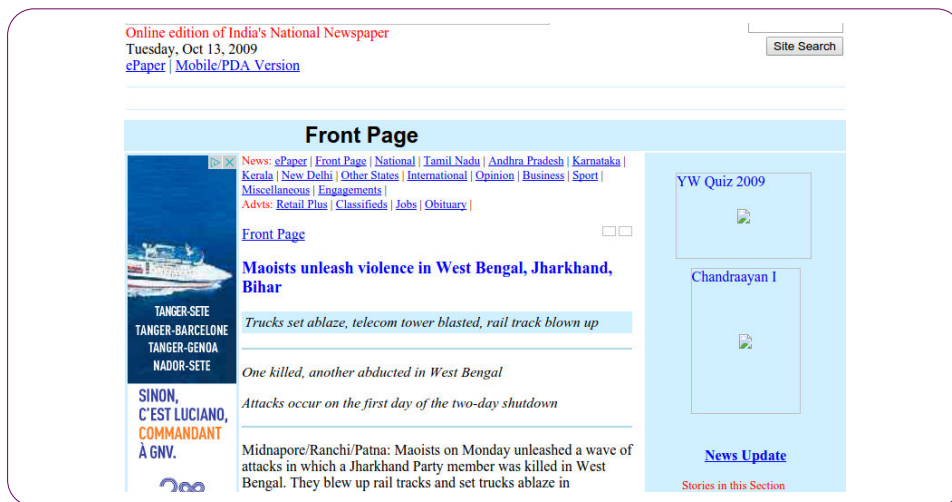 Online edition of India's National Newspaper
Tuesday, Oct 13, 2009
ePaper | Mobile/PDA Version
Site Search
Front Page
News: ePaper | Front Page | National | Tamil Nadu | Andhra Pradesh | Karnataka |
Kerala | New Delhi | Other States | International | Opinion | Business | Sport |
Miscellaneous | Engagements |
Advts: Retail Plus | Classifieds | Jobs | Obituary |
Front Page
Maoists unleash violence in West Bengal, Jharkhand,
Bihar
Trucks set ablaze, telecom tower blasted, rail track blown up
One killed, another abducted in West Bengal
Attacks occur on the first day of the two-day shutdown
Midnapore/Ranchi/Patna: Maoists on Monday unleashed a wave of
attacks in which a Jharkhand Party member was killed in West
Bengal. They blew up rail tracks and set trucks ablaze in
TANGER-SETE
TANGER-BARCELONE
TANGER-GENOA
NADOR-SETE
SINON,
C'EST LUCIANO,
COMMANDANT
À GNV.
YW Quiz 2009
Chandraayan I
News Update
Stories in this Section